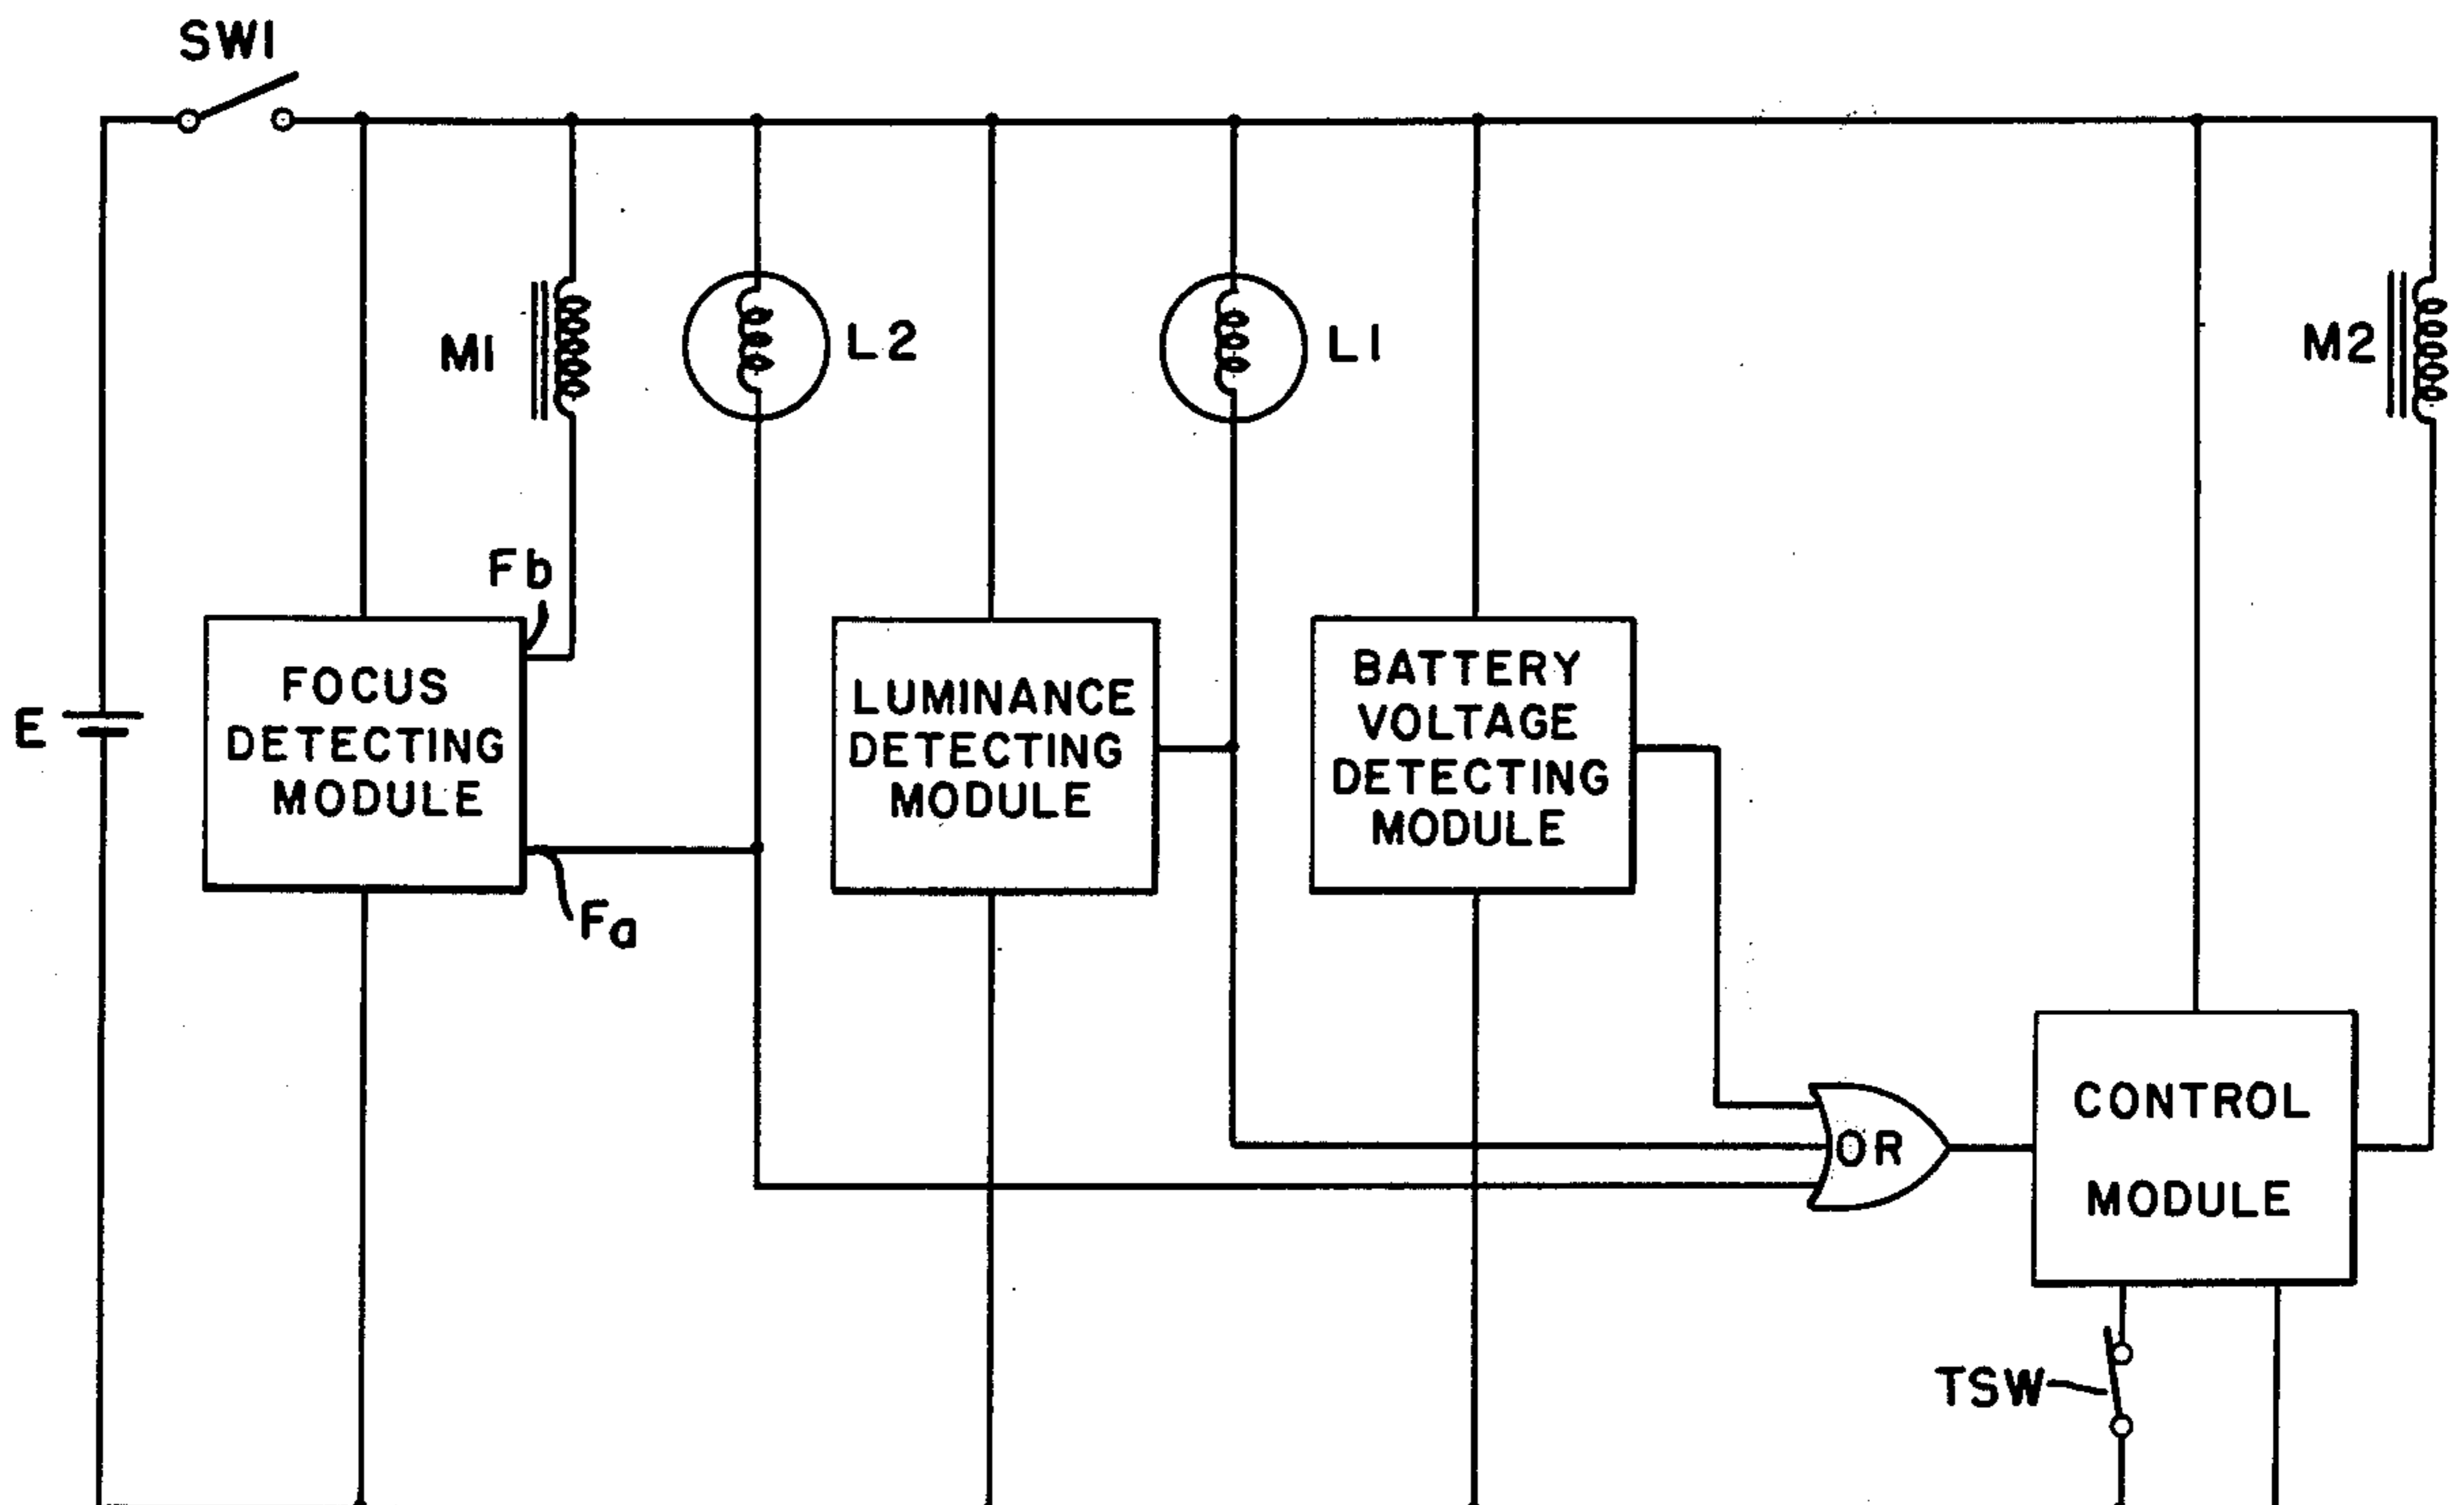 SW1
M1
L2
L1
M2
Fb
E
FOCUS
DETECTING
MODULE
LUMINANCE
DETECTING
MODULE
BATTERY
VOLTAGE
DETECTING
MODULE
Fa
OR
CONTROL
MODULE
TSW